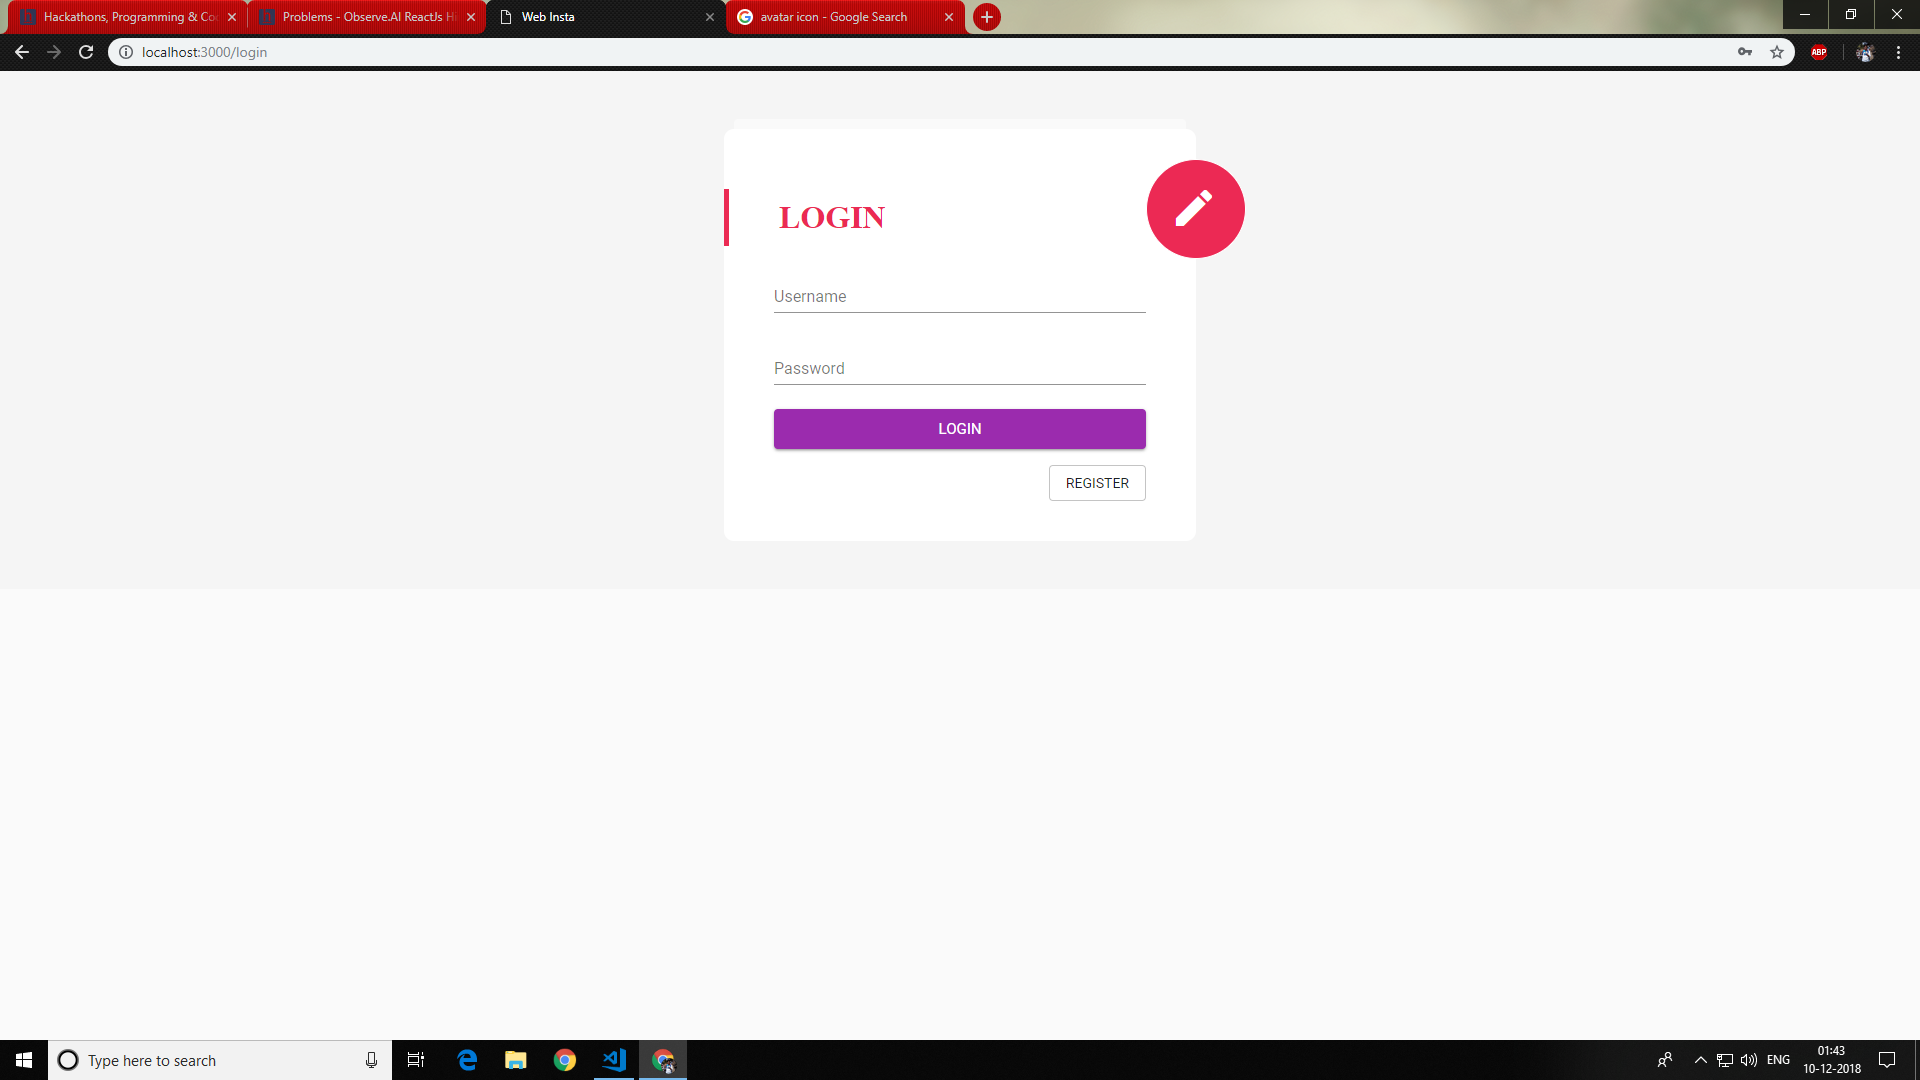 Hackathons, Programming & Co
Problems - Observe.AI ReactJs Hi
Web Insta
avatar icon - Google Search
localhost:3000/login
ABP
LOGIN
Username
Password
LOGIN
REGISTER
Type here to search
ENG
01:43
10-12-2018